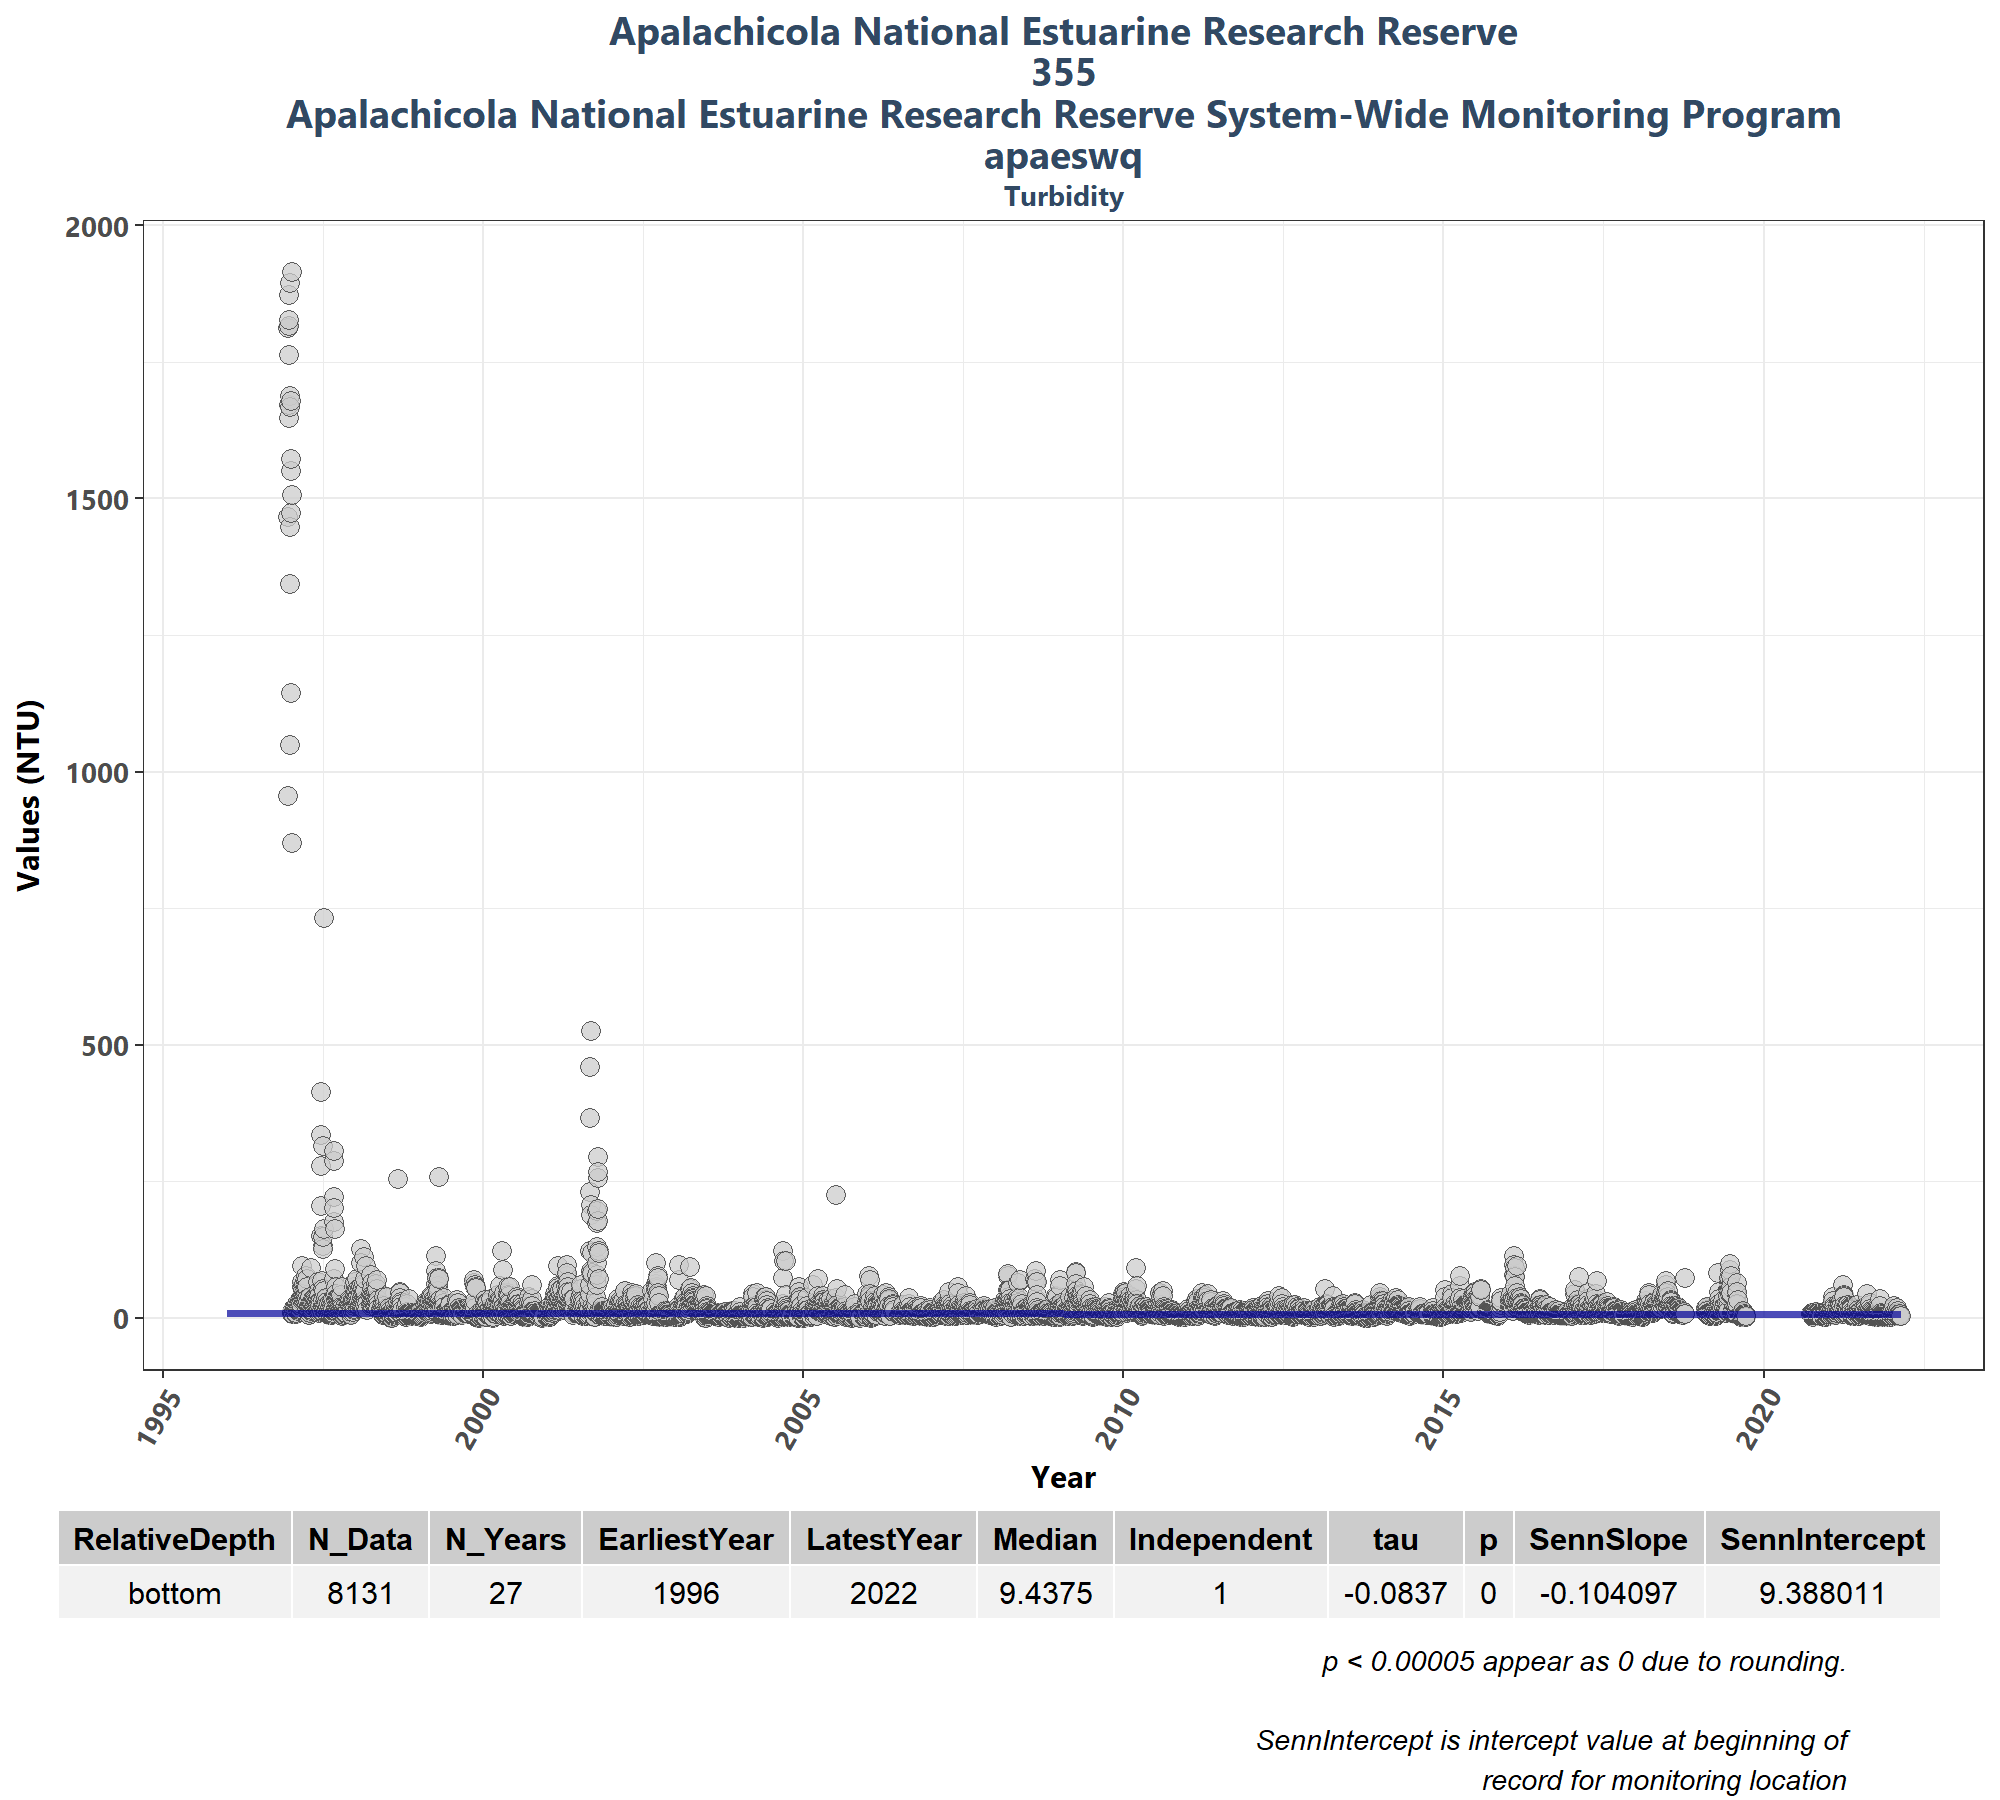 Apalachicola National Estuarine Research Reserve
355
Apalachicola National Estuarine Research Reserve System-Wide Monitoring Program
apaeswq
Turbidity
2000
1500
1000
500
0
Values (NTU)
1995
2000
2005
2010
2015
2020
Year
RelativeDepth N_Data N_Years EarliestYear LatestYear Median Independent tau p SennSlope SennIntercept
bottom 8131 27 1996 2022 9.4375 1 -0.0837 0 -0.104097 9.388011
p < 0.00005 appear as 0 due to rounding.
SennIntercept is intercept value at beginning of
record for monitoring location